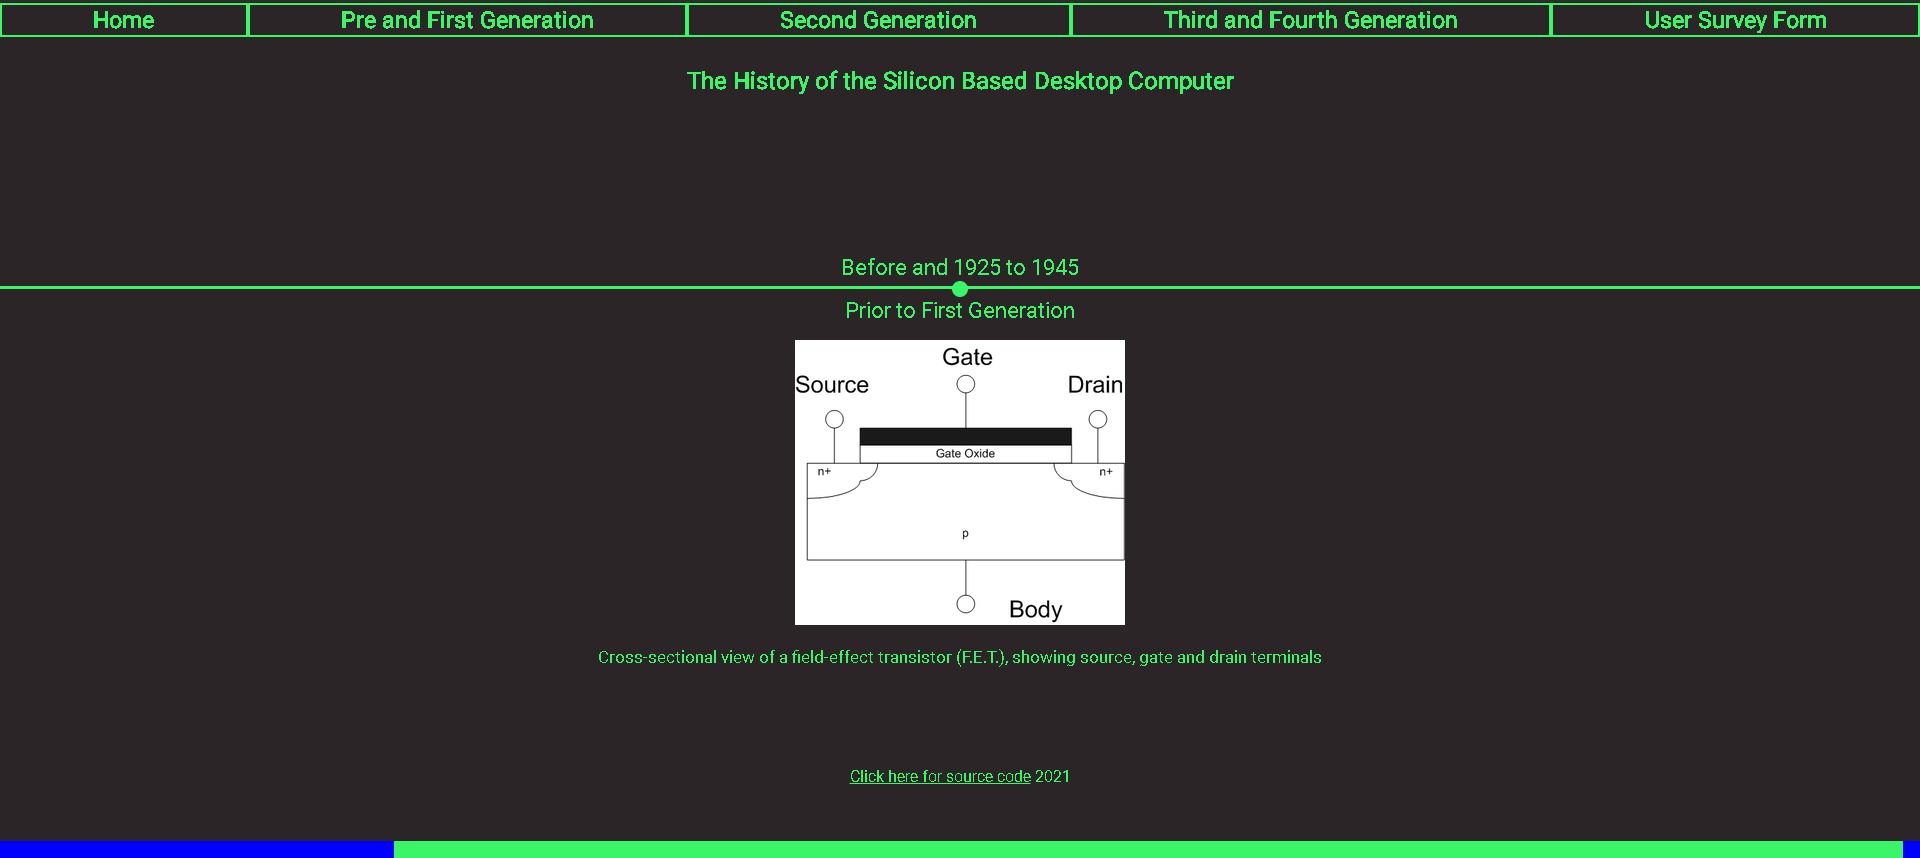 Home Pre and First Generation Second Generation Third and Fourth Generation User Survey Form
The History of the Silicon Based Desktop Computer
Before and 1925 to 1945
Prior to First Generation
Gate
Source Drain
Gate Oxide
n+ n+
p
Body
Cross-sectional view of a field-effect transistor (F.E.T.), showing source, gate and drain terminals
Click here for source code 2021